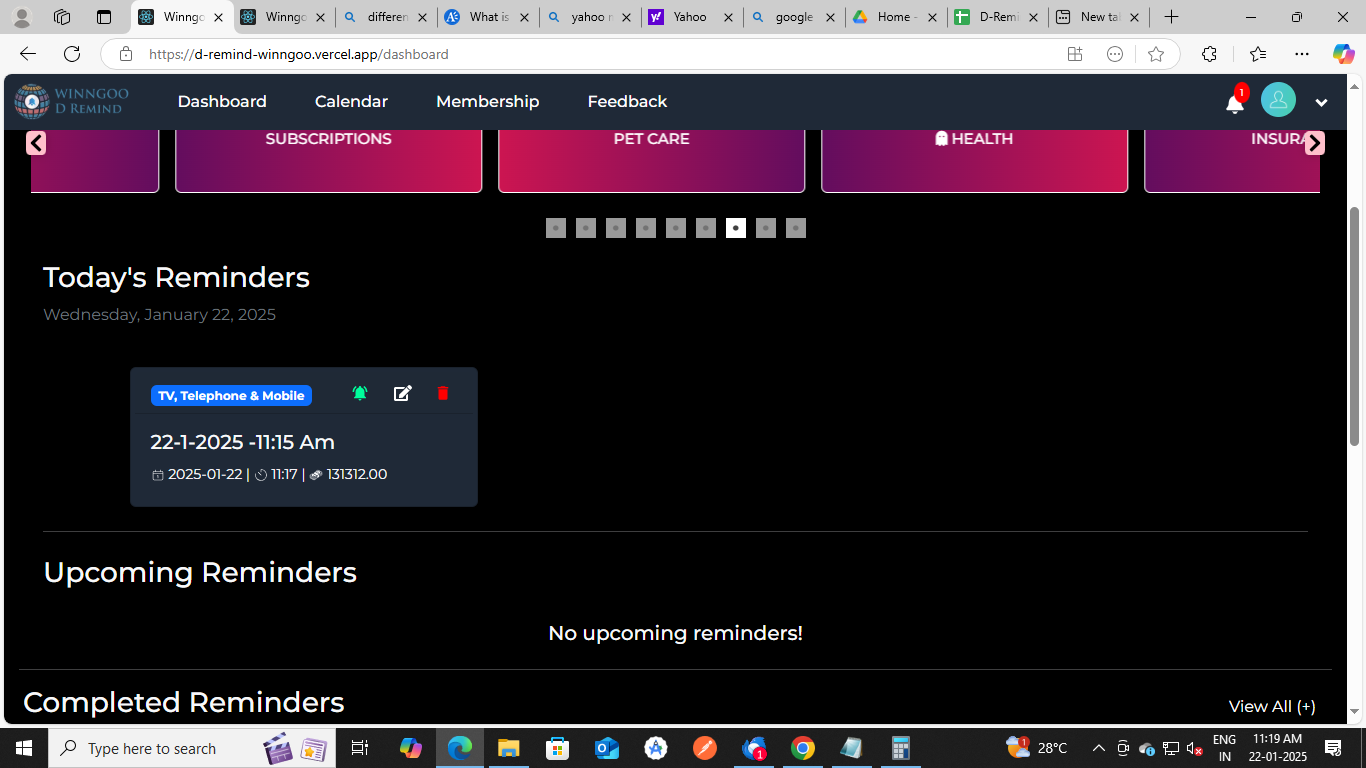 Winngo
Winngo
differen
What is
yahoo r
Yahoo
google
Home -
D-Remi
New ta
https://d-remind-winngoo.vercel.app/dashboard
WINNGOO
D REMIND
Dashboard
Calendar
Membership
Feedback
1
SUBSCRIPTIONS
PET CARE
HEALTH
INSURA
Today's Reminders
Wednesday, January 22, 2025
TV, Telephone & Mobile
22-1-2025 -11:15 Am
2025-01-22 | 11:17 | 131312.00
Upcoming Reminders
No upcoming reminders!
Completed Reminders
View All (+)
Type here to search
1
1
28°C
ENG
IN
11:19 AM
22-01-2025